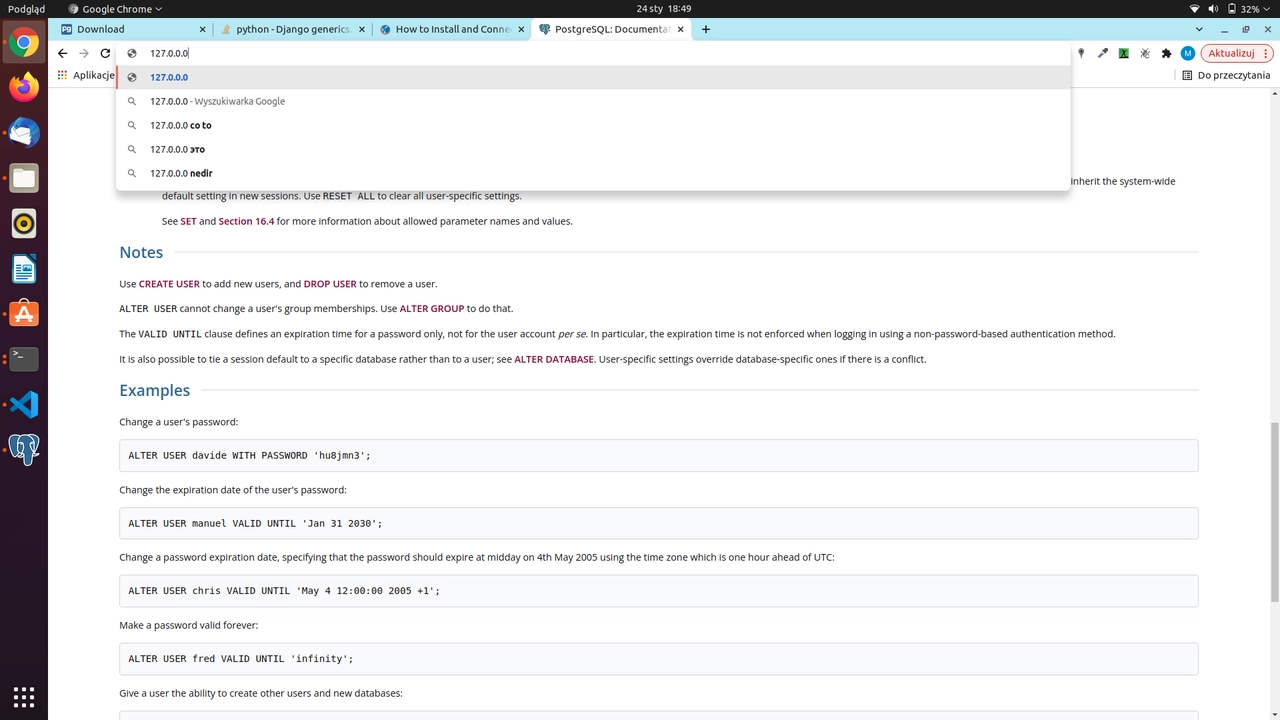 Podgląd
Google Chrome
24 sty 18:49
32%
Download
python - Django generics.
How to Install and Conne
PostgreSQL: Documentat
127.0.0.0
M
Aktualizuj
Aplikacje
Do przeczytania
127.0.0.0
127.0.0.0 - Wyszukiwarka Google
127.0.0.0 co to
127.0.0.0 это
127.0.0.0 nedir
inherit the system-wide
default setting in new sessions. Use RESET ALL to clear all user-specific settings.
See SET and Section 16.4 for more information about allowed parameter names and values.
Notes
Use CREATE USER to add new users, and DROP USER to remove a user.
ALTER USER cannot change a user's group memberships. Use ALTER GROUP to do that.
The VALID UNTIL clause defines an expiration time for a password only, not for the user account per se. In particular, the expiration time is not enforced when logging in using a non-password-based authentication method.
It is also possible to tie a session default to a specific database rather than to a user; see ALTER DATABASE. User-specific settings override database-specific ones if there is a conflict.
Examples
Change a user's password:
ALTER USER davide WITH PASSWORD 'hu8jmn3';
Change the expiration date of the user's password:
ALTER USER manuel VALID UNTIL 'Jan 31 2030';
Change a password expiration date, specifying that the password should expire at midday on 4th May 2005 using the time zone which is one hour ahead of UTC:
ALTER USER chris VALID UNTIL 'May 4 12:00:00 2005 +1';
Make a password valid forever:
ALTER USER fred VALID UNTIL 'infinity';
Give a user the ability to create other users and new databases: